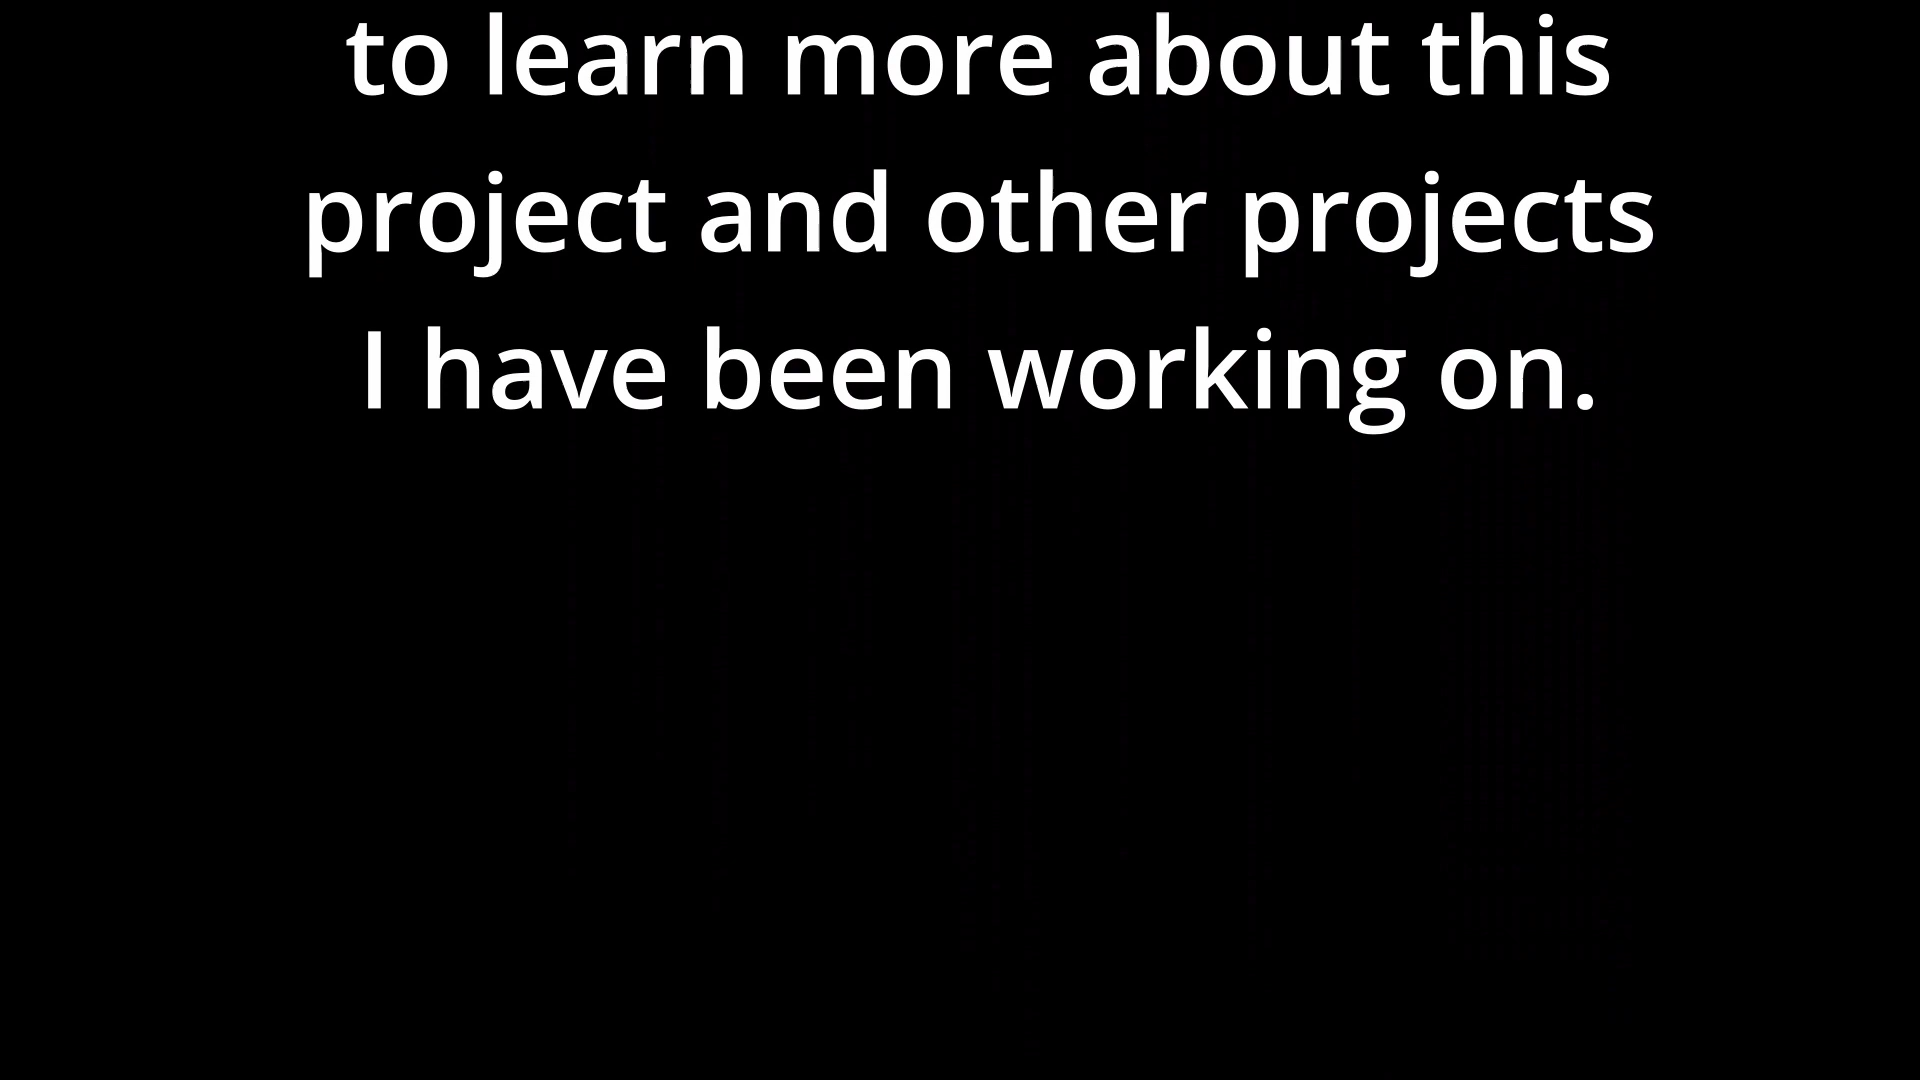 to learn more about this
project and other projects
I have been working on.